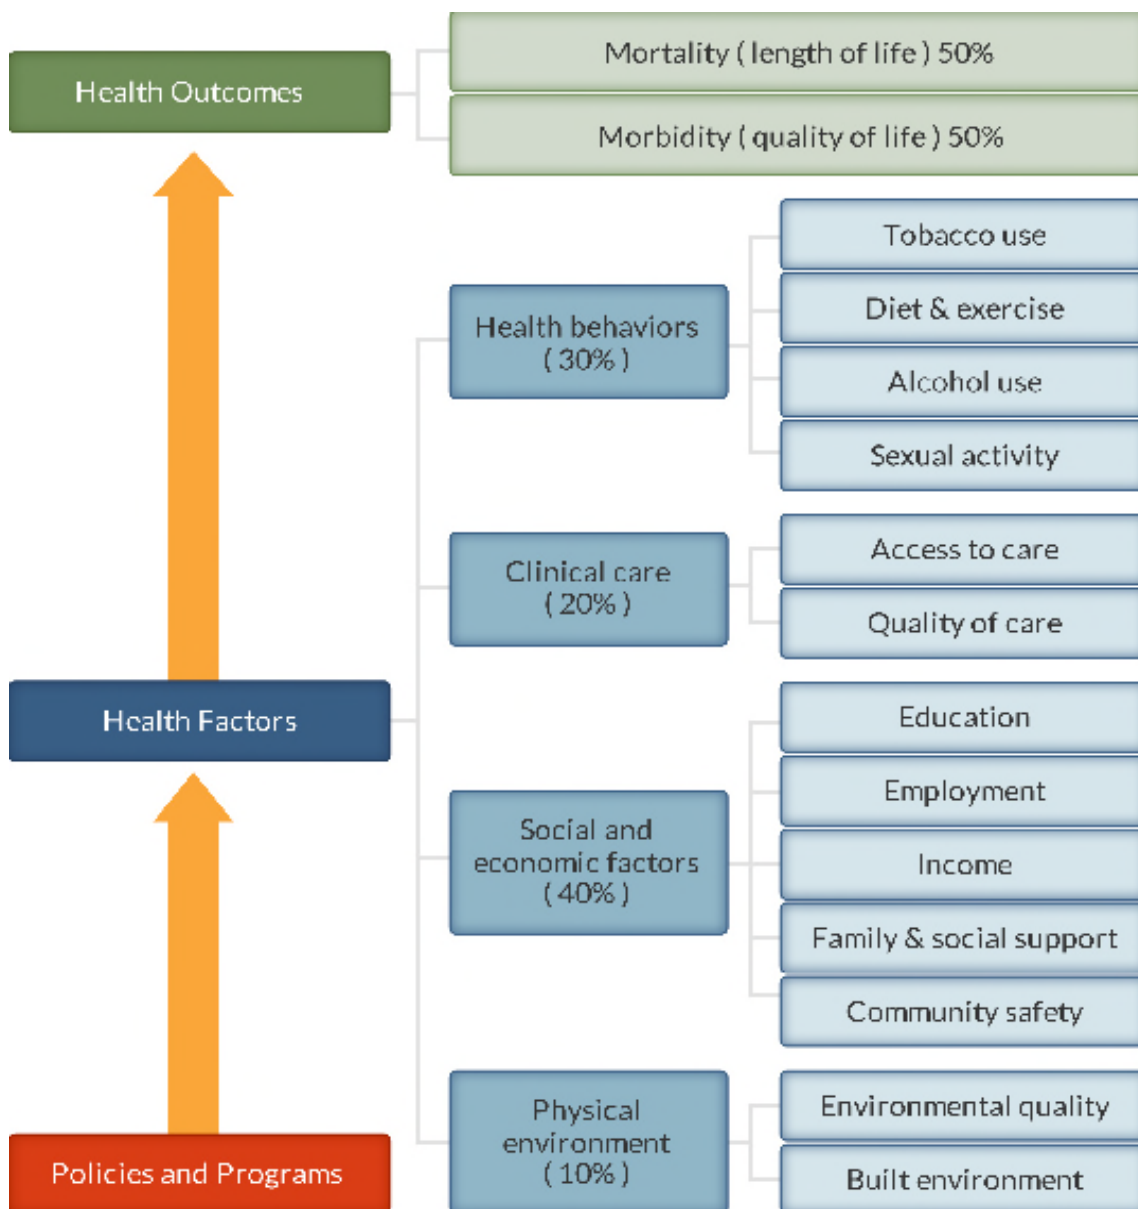 Health Outcomes
Mortality ( length of life ) 50%
Morbidity ( quality of life ) 50%
Health Factors
Health behaviors
( 30% )
Tobacco use
Diet & exercise
Alcohol use
Sexual activity
Clinical care
( 20% )
Access to care
Quality of care
Social and
economic factors
( 40% )
Education
Employment
Income
Family & social support
Community safety
Physical
environment
( 10% )
Environmental quality
Built environment
Policies and Programs